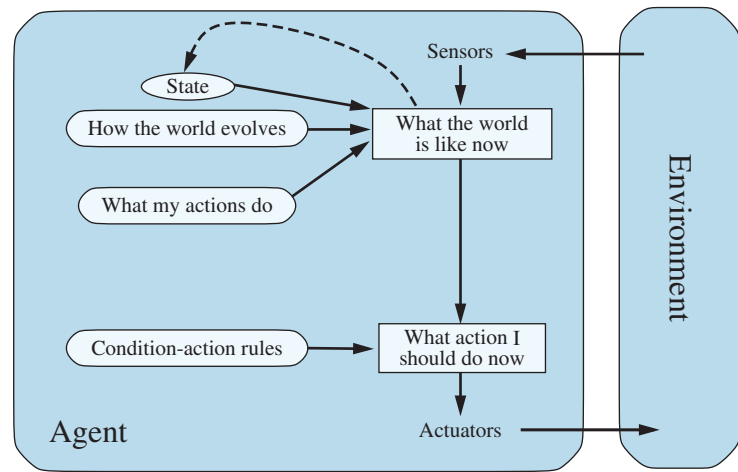 Sensors
State
How the world evolves
What the world
is like now
What my actions do
Condition-action rules
What action I
should do now
Agent
Actuators
Environment